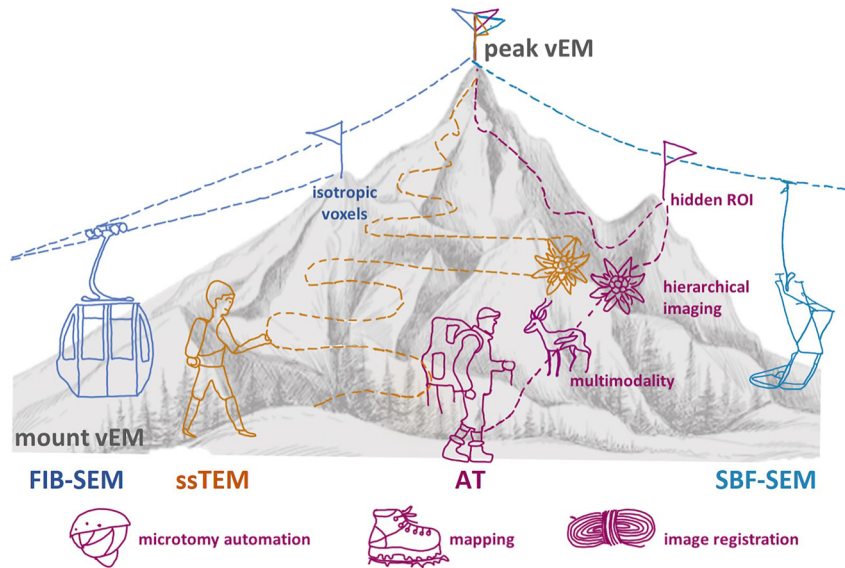 peak vEM
isotropic
voxels
hidden ROI
hierarchical
imaging
multimodality
mount vEM
FIB-SEM
ssTEM
AT
SBF-SEM
microtomy automation
mapping
image registration